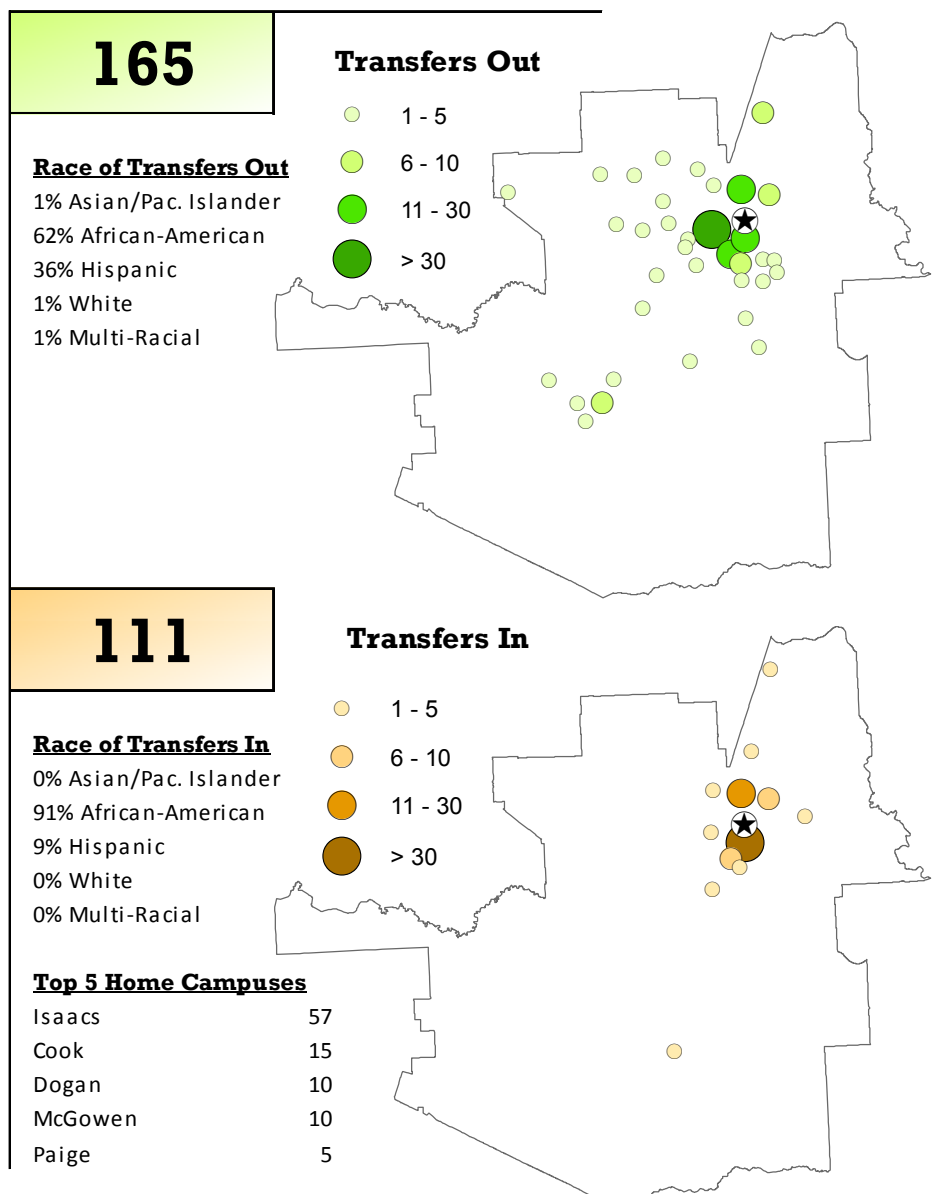 165
Transfers Out
1 - 5
6 - 10
11 - 30
> 30
Race of Transfers Out
1% Asian/Pac. Islander
62% African-American
36% Hispanic
1% White
1% Multi-Racial
111
Transfers In
1 - 5
6 - 10
11 - 30
> 30
Race of Transfers In
0% Asian/Pac. Islander
91% African-American
9% Hispanic
0% White
0% Multi-Racial
Top 5 Home Campuses
Isaacs 57
Cook 15
Dogan 10
McGowen 10
Paige 5